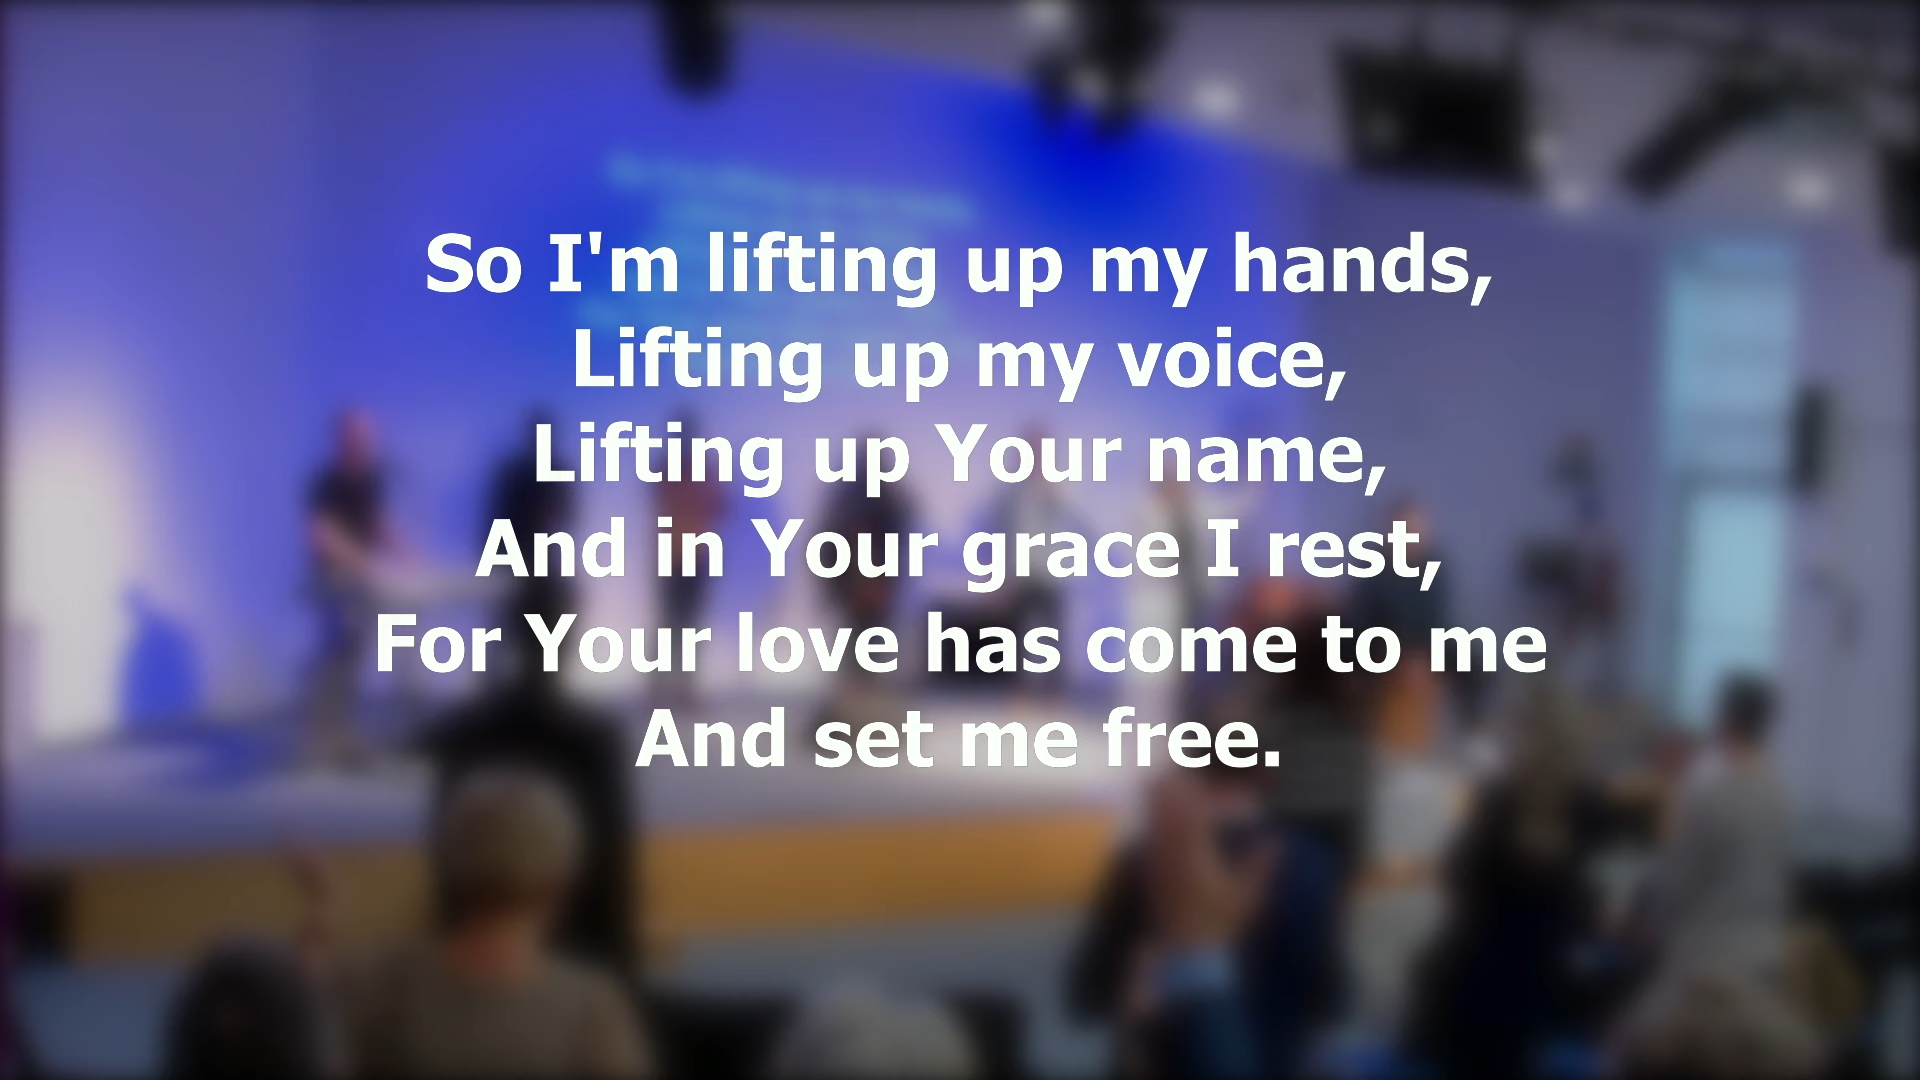 So I'm lifting up my hands,
Lifting up my voice,
Lifting up Your name,
And in Your grace I rest,
For Your love has come to me
And set me free.